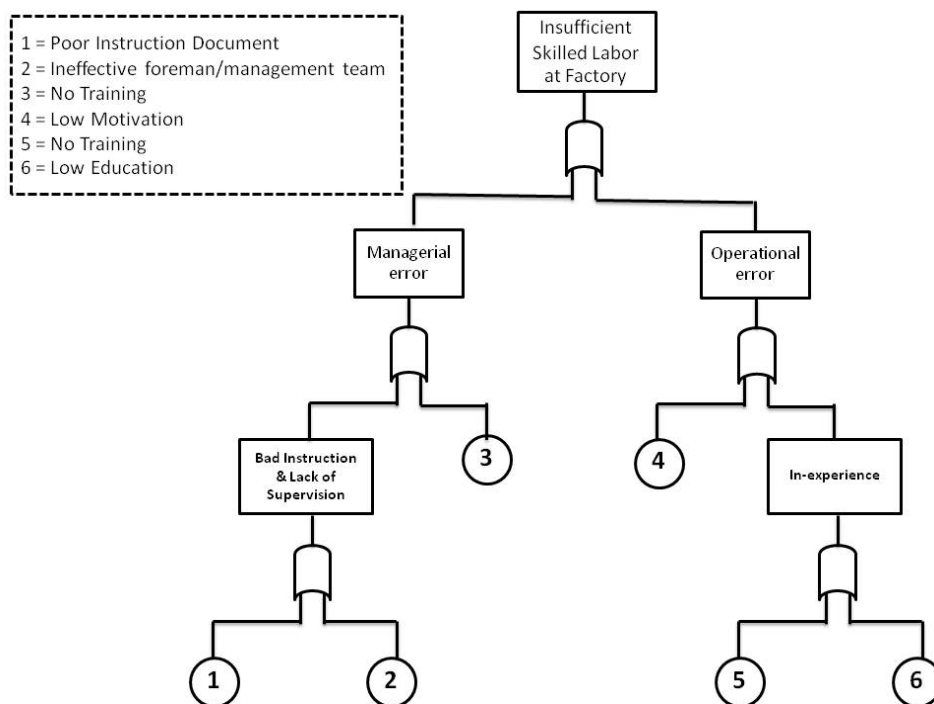 1 = Poor Instruction Document
2 = Ineffective foreman/management team
3 = No Training
4 = Low Motivation
5 = No Training
6 = Low Education
Insufficient
Skilled Labor
at Factory
Managerial
error
Operational
error
Bad Instruction
& Lack of
Supervision
3
4
In-experience
1
2
5
6